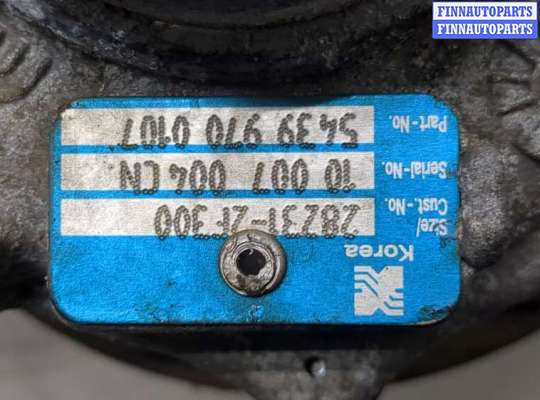 FINNAUTOPARTS
FINNAUTOPARTS
Korea
Size/
Cust.-No. 28231-2F300
Serial-No. 10 007 004 CN.
Part-No. 5439 970 0107